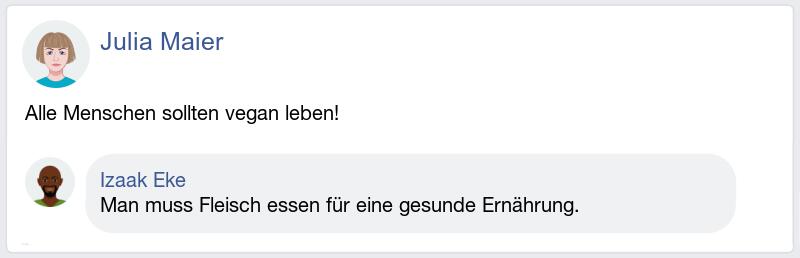 Julia Maier
Alle Menschen sollten vegan leben!
Izaak Eke
Man muss Fleisch essen für eine gesunde Ernährung.